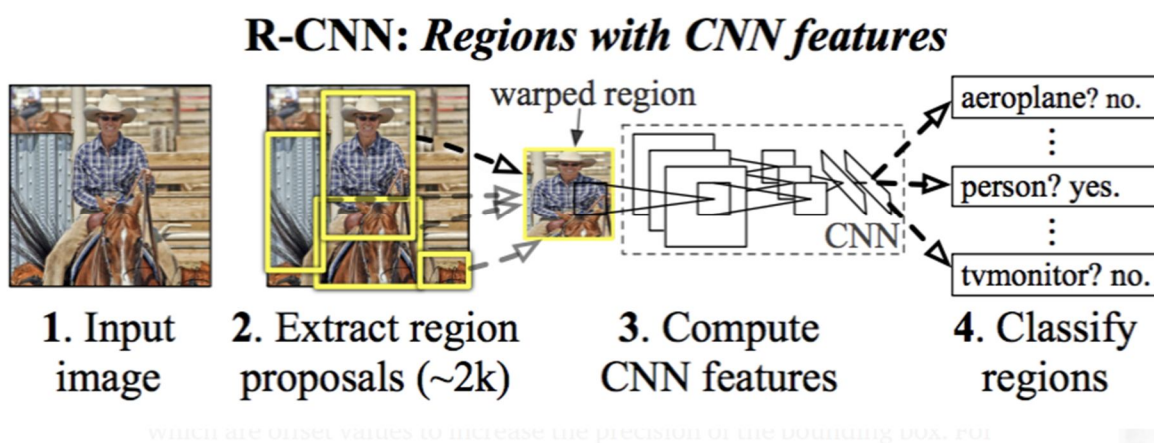 R-CNN: Regions with CNN features
warped region
aeroplane? no.
person? yes.
tvmonitor? no.
CNN
1. Input
image
2. Extract region
proposals (~2k)
3. Compute
CNN features
4. Classify
regions
which are offset values to increase the precision of the bounding box. For